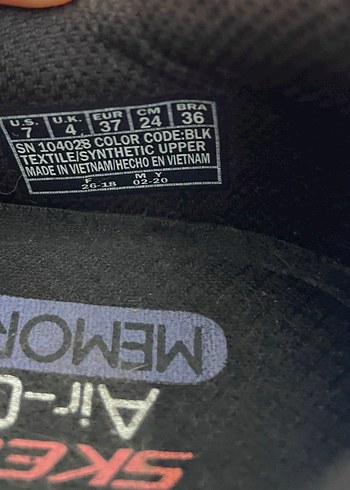 U.S. U.K. EUR CM BRA
7 4 37 24 36
SN 104028 COLOR CODE:BLK
TEXTILE/SYNTHETIC UPPER
MADE IN VIETNAM/HECHO EN VIETNAM
F M Y
26-18 02-20
MEMOR
Air-C
SKE